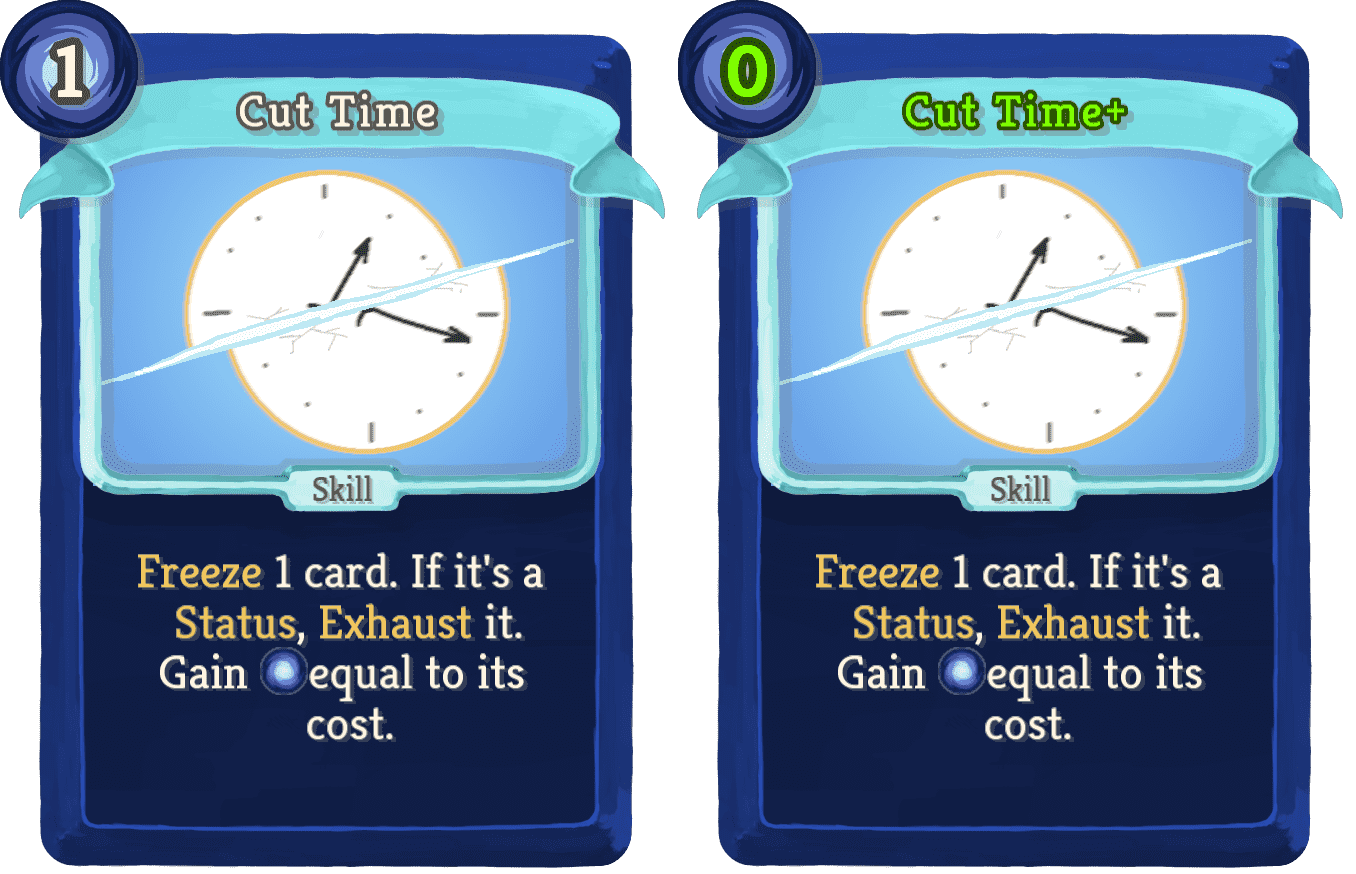 1
Cut Time
Skill
Freeze 1 card. If it's a
Status, Exhaust it.
Gain equal to its
cost.
0
Cut Time+
Skill
Freeze 1 card. If it's a
Status, Exhaust it.
Gain equal to its
cost.